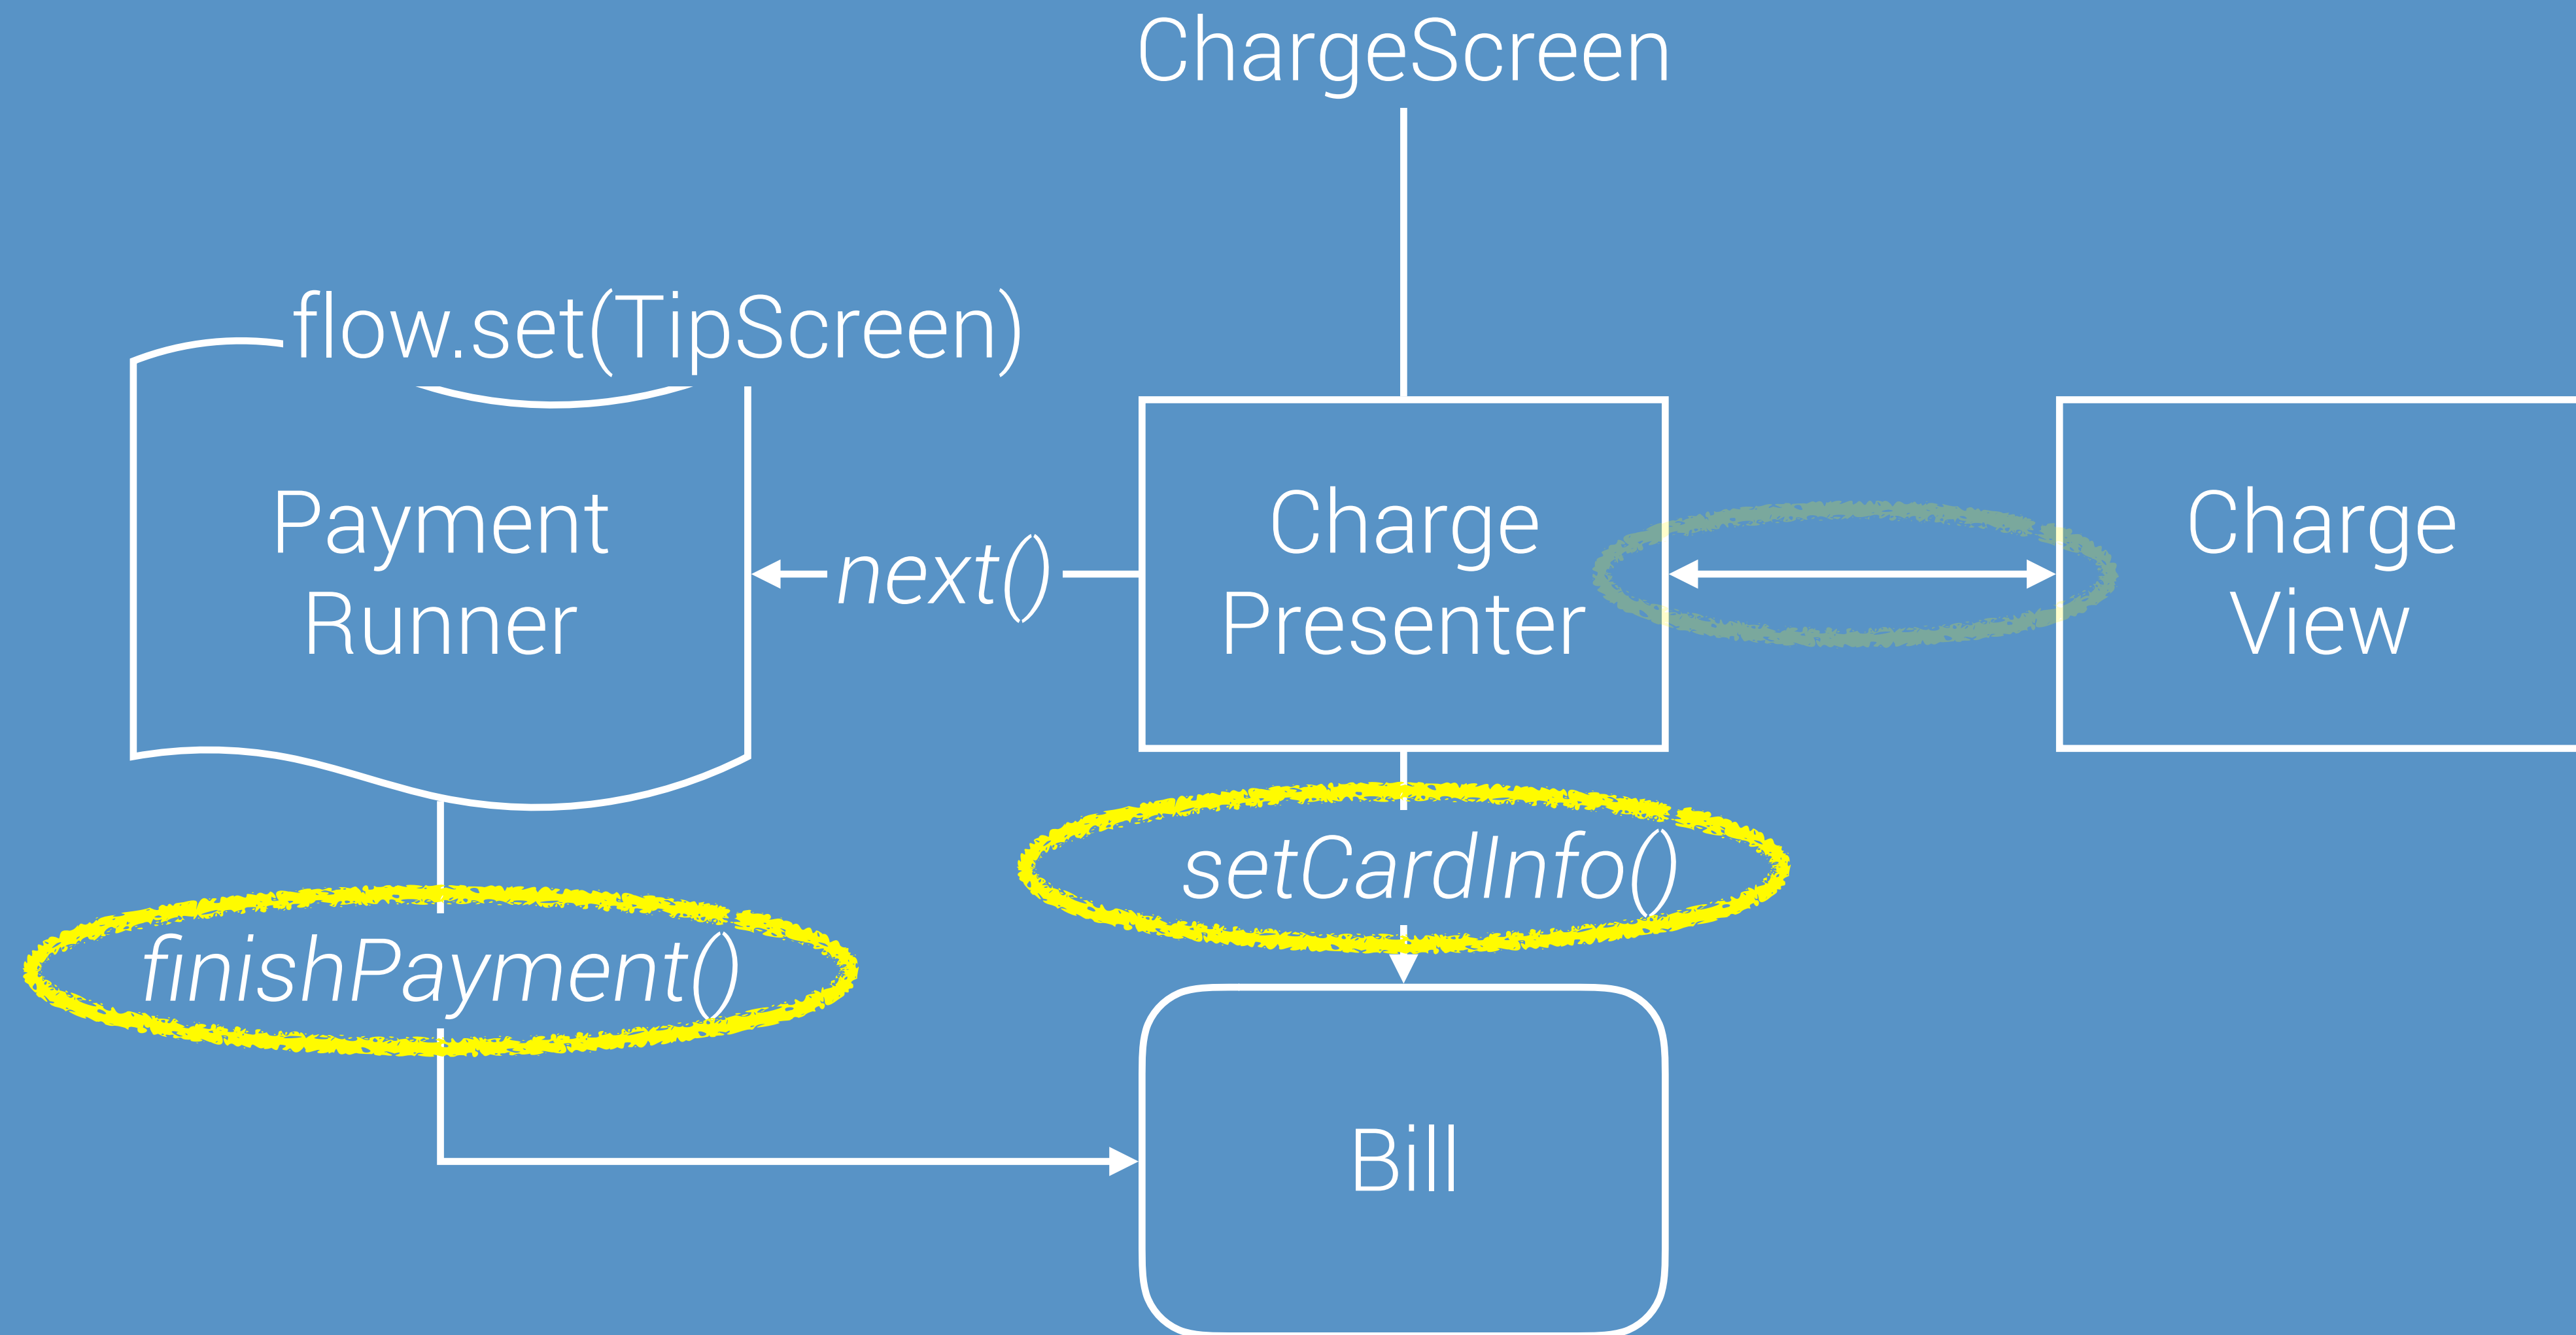 ChargeScreen
flow.set(TipScreen)
Payment
Runner
next()
Charge
Presenter
Charge
View
setCardInfo()
finishPayment()
Bill